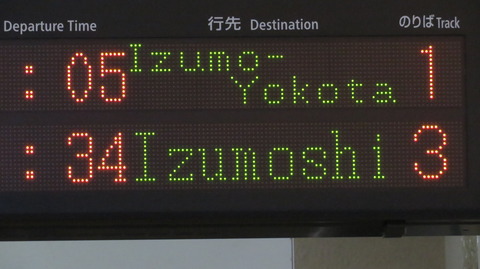 Departure Time 行先 Destination のりば Track
: 05 Izumo-Yokota 1
: 34 Izumoshi 3